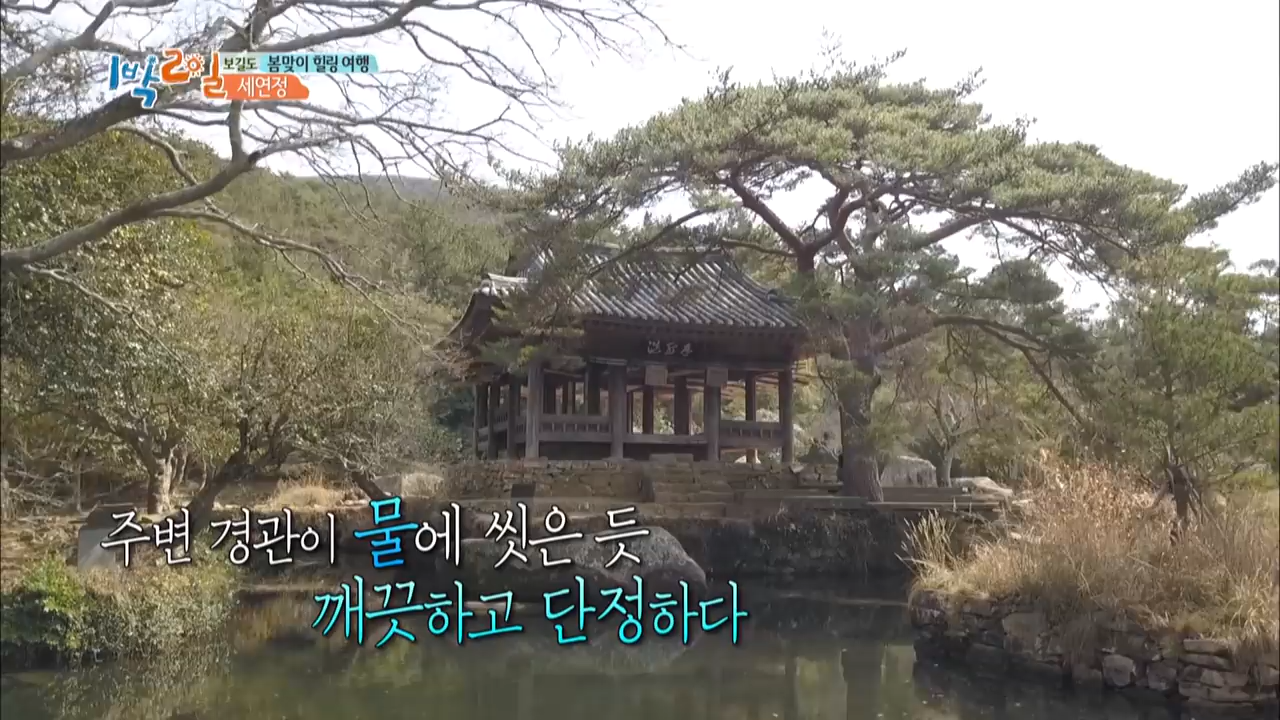 1박2일 보길도 봄맞이 힐링 여행
세연정
주변 경관이 물에 씻은 듯
깨끗하고 단정하다